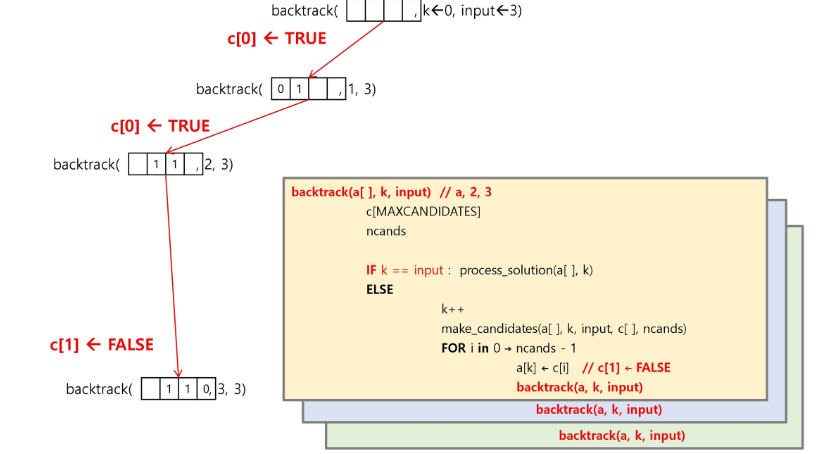 backtrack( , k←0, input←3)
c[0] ← TRUE
backtrack( 0 1 , 1, 3)
c[0] ← TRUE
backtrack( 1 1 , 2, 3)
c[1] ← FALSE
backtrack( 1 1 0, 3, 3)
backtrack(a[ ], k, input) // a, 2, 3
c[MAXCANDIDATES]
ncands
IF k == input : process_solution(a[ ], k)
ELSE
k++
make_candidates(a[ ], k, input, c[ ], ncands)
FOR i in 0 → ncands - 1
a[k] ← c[i] // c[1] ← FALSE
backtrack(a, k, input)
backtrack(a, k, input)
backtrack(a, k, input)